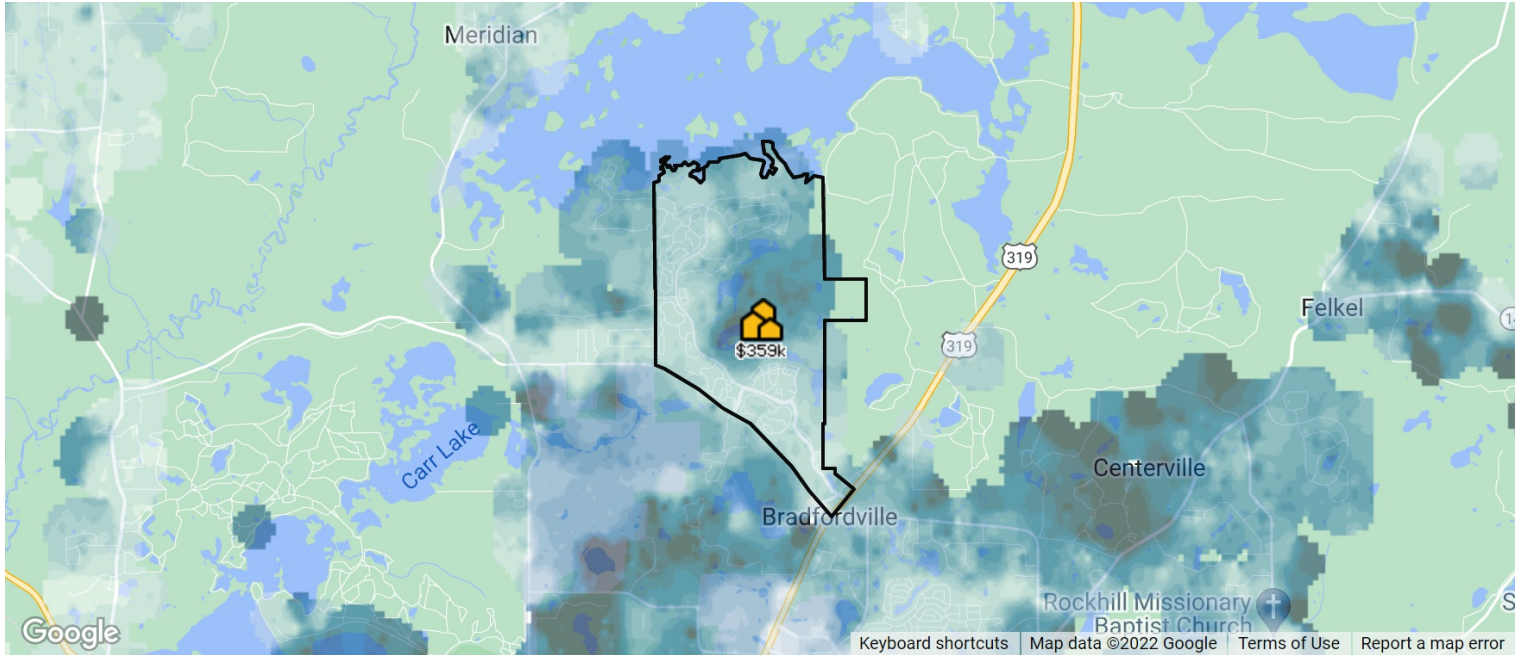 Meridian
319
Felkel
14
319
$359k
Carr Lake
Centerville
Bradfordville
Rockhill Missionary
Baptist Church
S
Google
Keyboard shortcuts
Map data ©2022 Google
Terms of Use
Report a map error